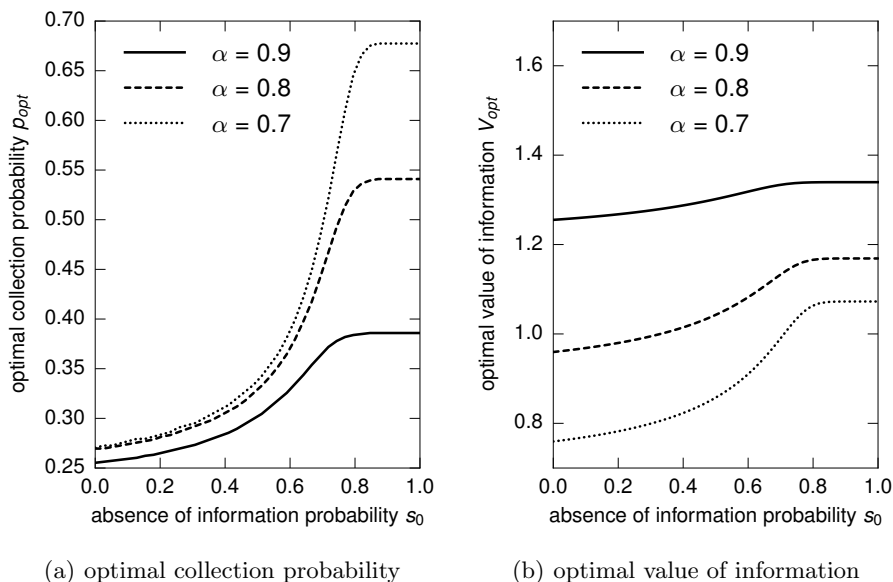 optimal collection probability p_opt
0.70
0.65
0.60
0.55
0.50
0.45
0.40
0.35
0.30
0.25
α = 0.9
α = 0.8
α = 0.7
0.0 0.2 0.4 0.6 0.8 1.0
absence of information probability s_0
(a) optimal collection probability
optimal value of information V_opt
1.6
1.4
1.2
1.0
0.8
α = 0.9
α = 0.8
α = 0.7
0.0 0.2 0.4 0.6 0.8 1.0
absence of information probability s_0
(b) optimal value of information